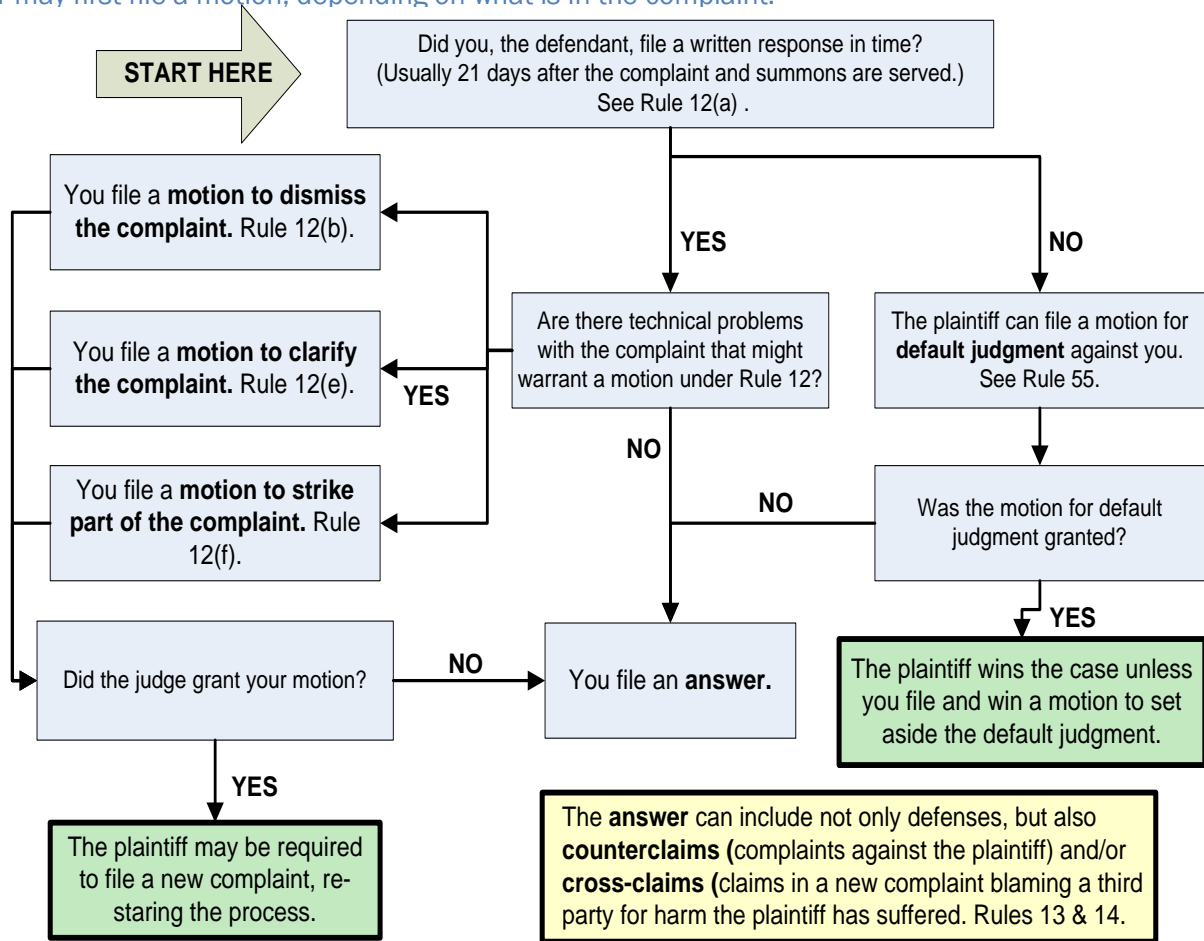 may first file a motion, depending on what is in the complaint.
START HERE
Did you, the defendant, file a written response in time?
(Usually 21 days after the complaint and summons are served.)
See Rule 12(a) .
You file a motion to dismiss
the complaint. Rule 12(b).
YES
NO
You file a motion to clarify
the complaint. Rule 12(e).
YES
Are there technical problems
with the complaint that might
warrant a motion under Rule 12?
The plaintiff can file a motion for
default judgment against you.
See Rule 55.
NO
You file a motion to strike
part of the complaint. Rule
12(f).
NO
Was the motion for default
judgment granted?
YES
Did the judge grant your motion?
NO
You file an answer.
The plaintiff wins the case unless
you file and win a motion to set
aside the default judgment.
YES
The plaintiff may be required
to file a new complaint, re-
staring the process.
The answer can include not only defenses, but also
counterclaims (complaints against the plaintiff) and/or
cross-claims (claims in a new complaint blaming a third
party for harm the plaintiff has suffered. Rules 13 & 14.